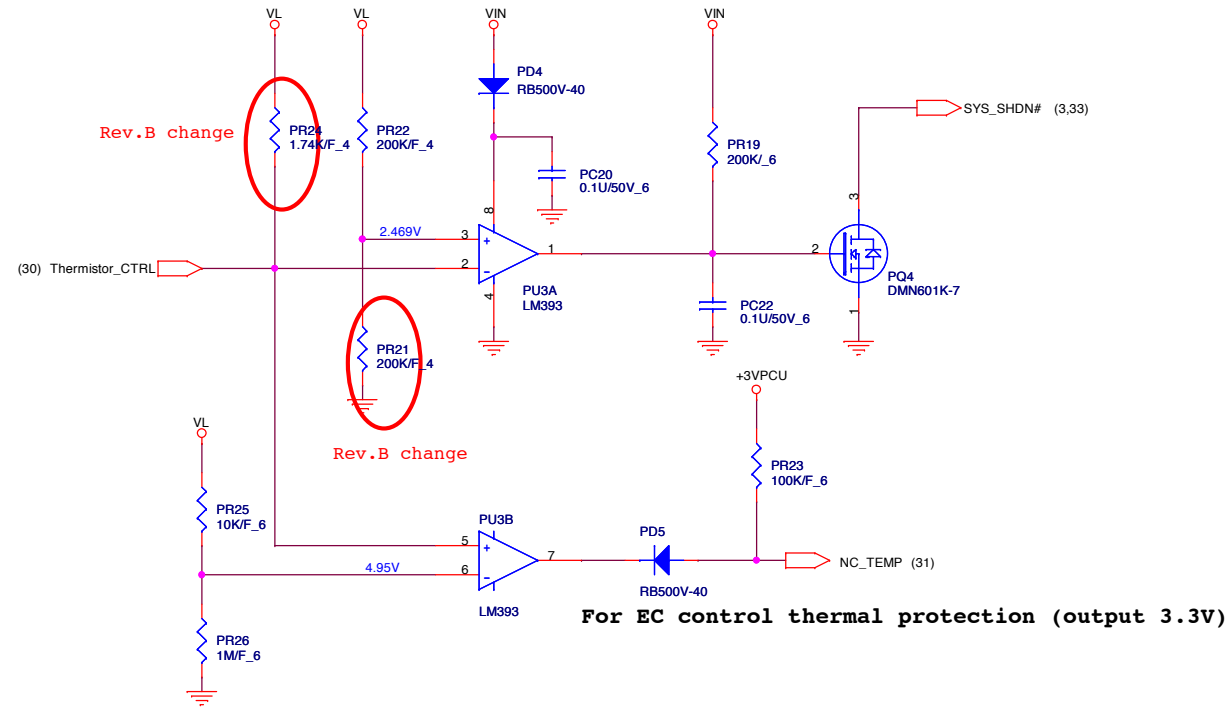 VL
VL
VIN
VIN
PD4
RB500V-40
SYS_SHDN# (3,33)
Rev.B change
PR24
1.74K/F_4
PR22
200K/F_4
PR19
200K/_6
PC20
0.1U/50V_6
3
8
2.469V
3
+
1
2
(30) Thermistor_CTRL
2
-
4
PU3A
LM393
PQ4
DMN601K-7
PC22
0.1U/50V_6
1
PR21
200K/F_4
+3VPCU
VL
Rev.B change
PR23
100K/F_6
PR25
10K/F_6
PU3B
PD5
5
+
7
4.95V
6
-
NC_TEMP (31)
RB500V-40
LM393
For EC control thermal protection (output 3.3V)
PR26
1M/F_6